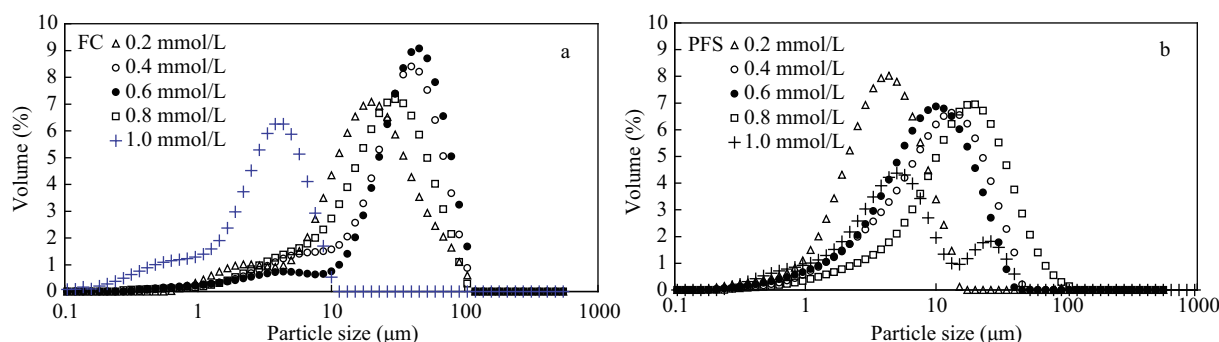 10
9
8
7
6
5
4
3
2
1
0
Volume (%)
FC
0.2 mmol/L
0.4 mmol/L
0.6 mmol/L
0.8 mmol/L
1.0 mmol/L
a
0.1 1 10 100 1000
Particle size (μm)
10
9
8
7
6
5
4
3
2
1
0
Volume (%)
PFS
0.2 mmol/L
0.4 mmol/L
0.6 mmol/L
0.8 mmol/L
1.0 mmol/L
b
0.1 1 10 100 1000
Particle size (μm)